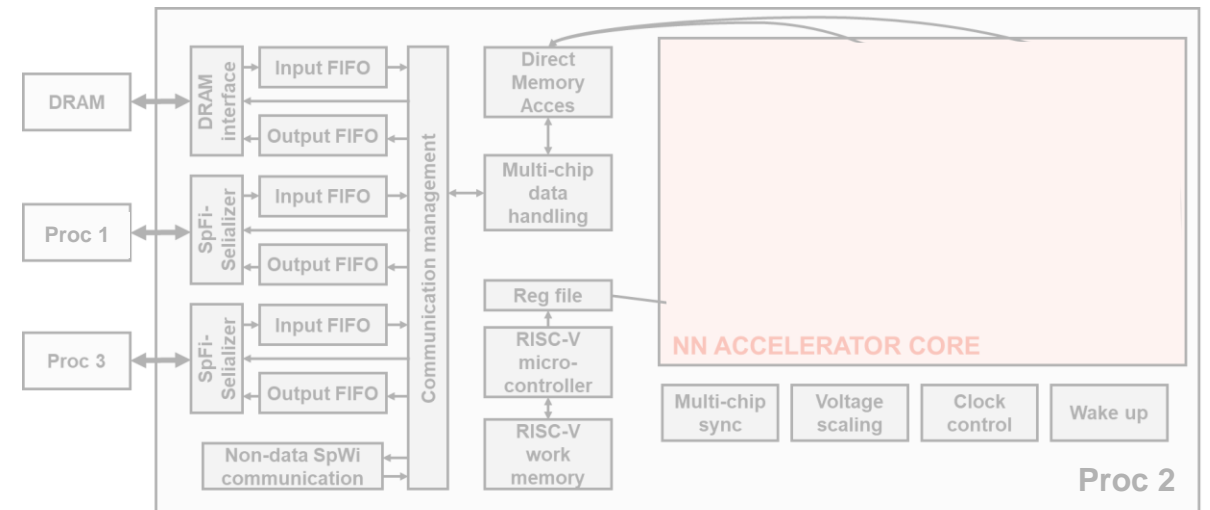 DRAM
Proc 1
Proc 3
DRAM
interface
Input FIFO
Output FIFO
SpFi-
Selializer
Input FIFO
Output FIFO
SpFi-
Selializer
Input FIFO
Output FIFO
Non-data SpWi
communication
Communication management
Direct
Memory
Acces
Multi-chip
data
handling
Reg file
RISC-V
micro-
controller
RISC-V
work
memory
NN ACCELERATOR CORE
Multi-chip
sync
Voltage
scaling
Clock
control
Wake up
Proc 2